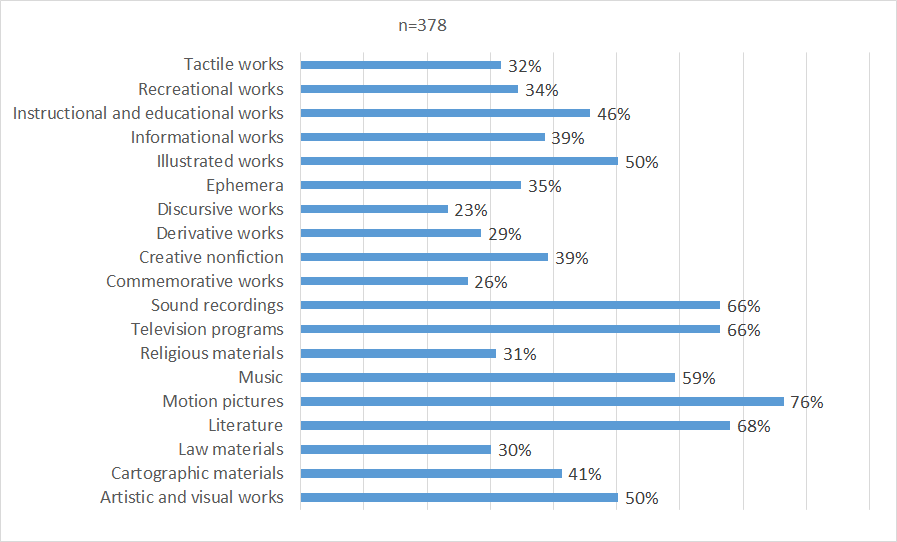 n=378
Tactile works 32%
Recreational works 34%
Instructional and educational works 46%
Informational works 39%
Illustrated works 50%
Ephemera 35%
Discursive works 23%
Derivative works 29%
Creative nonfiction 39%
Commemorative works 26%
Sound recordings 66%
Television programs 66%
Religious materials 31%
Music 59%
Motion pictures 76%
Literature 68%
Law materials 30%
Cartographic materials 41%
Artistic and visual works 50%